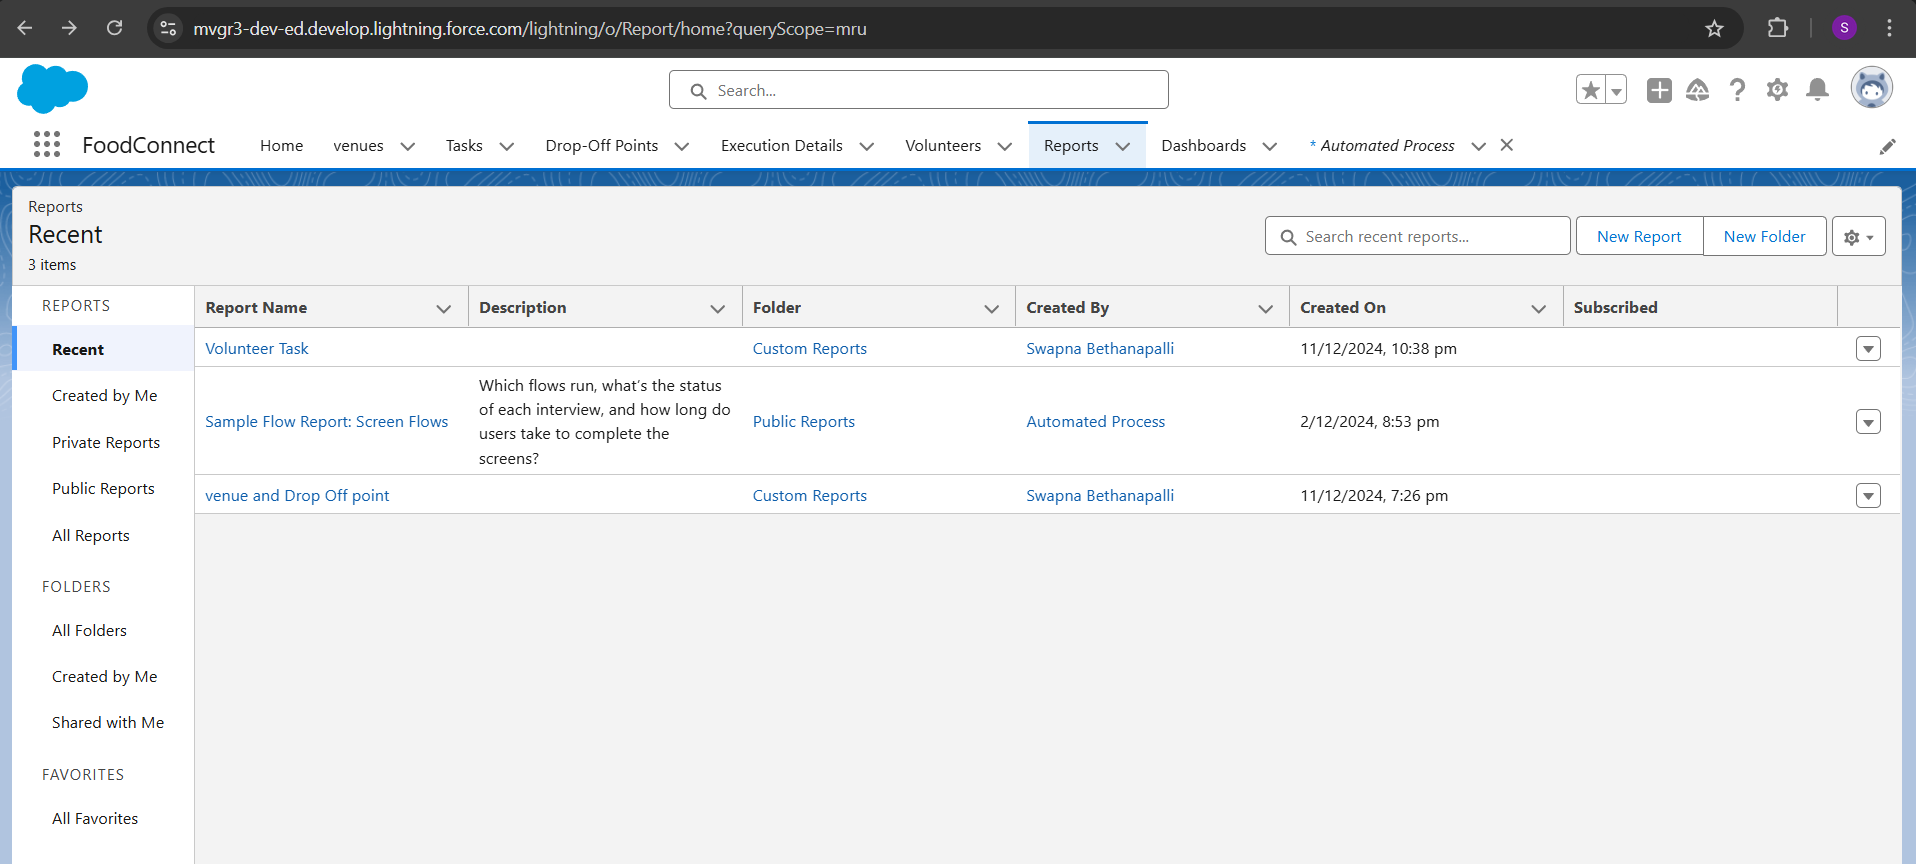 mvgr3-dev-ed.develop.lightning.force.com/lightning/o/Report/home?queryScope=mru
S
Search...
FoodConnect
Home
venues
Tasks
Drop-Off Points
Execution Details
Volunteers
Reports
Dashboards
* Automated Process
Reports
Recent
3 items
Search recent reports...
New Report
New Folder
REPORTS
Recent
Created by Me
Private Reports
Public Reports
All Reports
FOLDERS
All Folders
Created by Me
Shared with Me
FAVORITES
All Favorites
Report Name
Description
Folder
Created By
Created On
Subscribed
Volunteer Task
Custom Reports
Swapna Bethanapalli
11/12/2024, 10:38 pm
Sample Flow Report: Screen Flows
Which flows run, what's the status
of each interview, and how long do
users take to complete the
screens?
Public Reports
Automated Process
2/12/2024, 8:53 pm
venue and Drop Off point
Custom Reports
Swapna Bethanapalli
11/12/2024, 7:26 pm